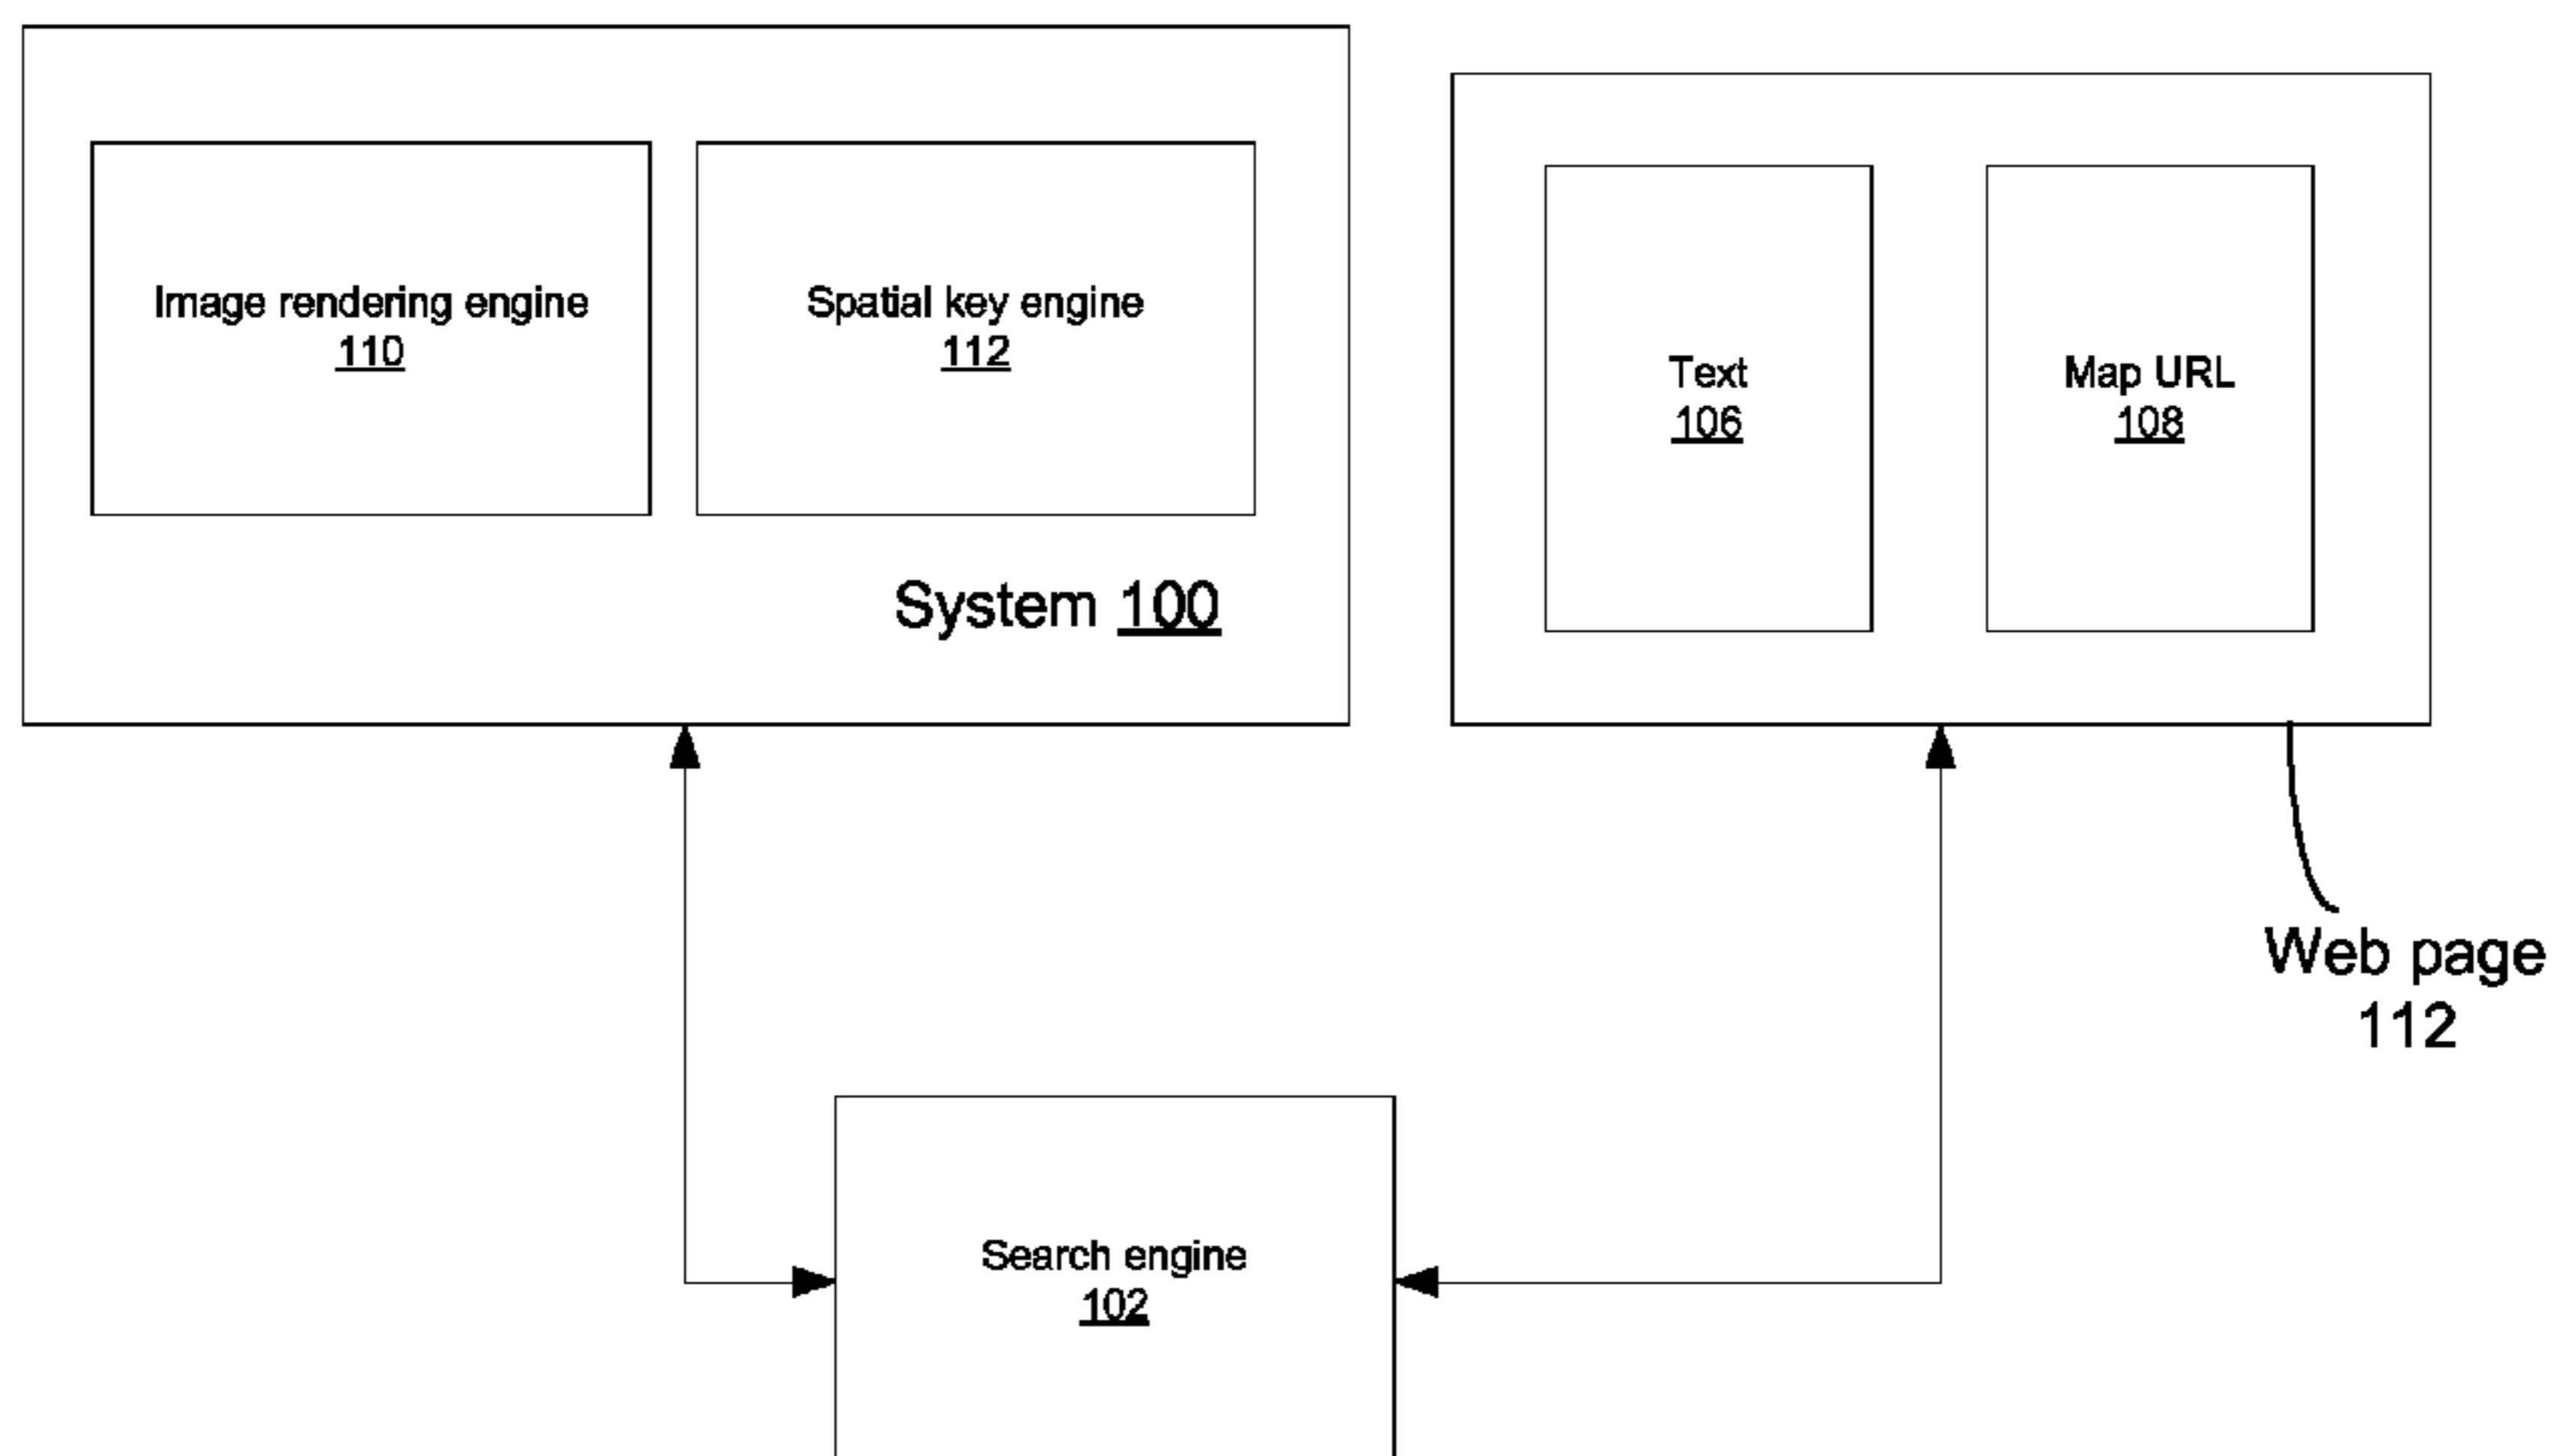 Image rendering engine
110
Spatial key engine
112
System 100
Text
106
Map URL
108
Web page
112
Search engine
102